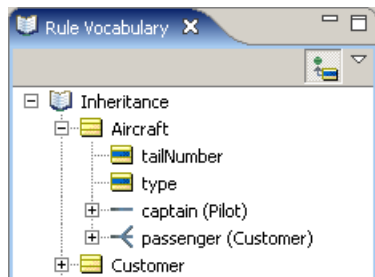 Rule Vocabulary
Inheritance
Aircraft
tailNumber
type
captain (Pilot)
passenger (Customer)
Customer